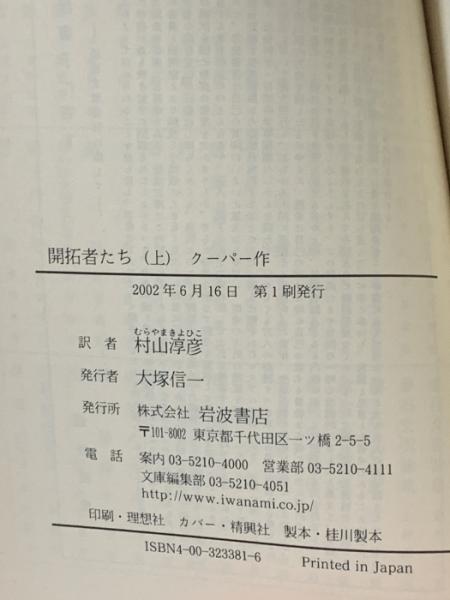 開拓者たち（上） クーパー作
2002年6月16日 第1刷発行
むらやまきよひこ
訳者 村山淳彦
発行者 大塚信一
発行所 株式会社 岩波書店
〒101-8002 東京都千代田区一ツ橋2-5-5
電話 案内 03-5210-4000 営業部 03-5210-4111
文庫編集部 03-5210-4051
http://www.iwanami.co.jp/
印刷・理想社 カバー・精興社 製本・桂川製本
ISBN4-00-323381-6 Printed in Japan